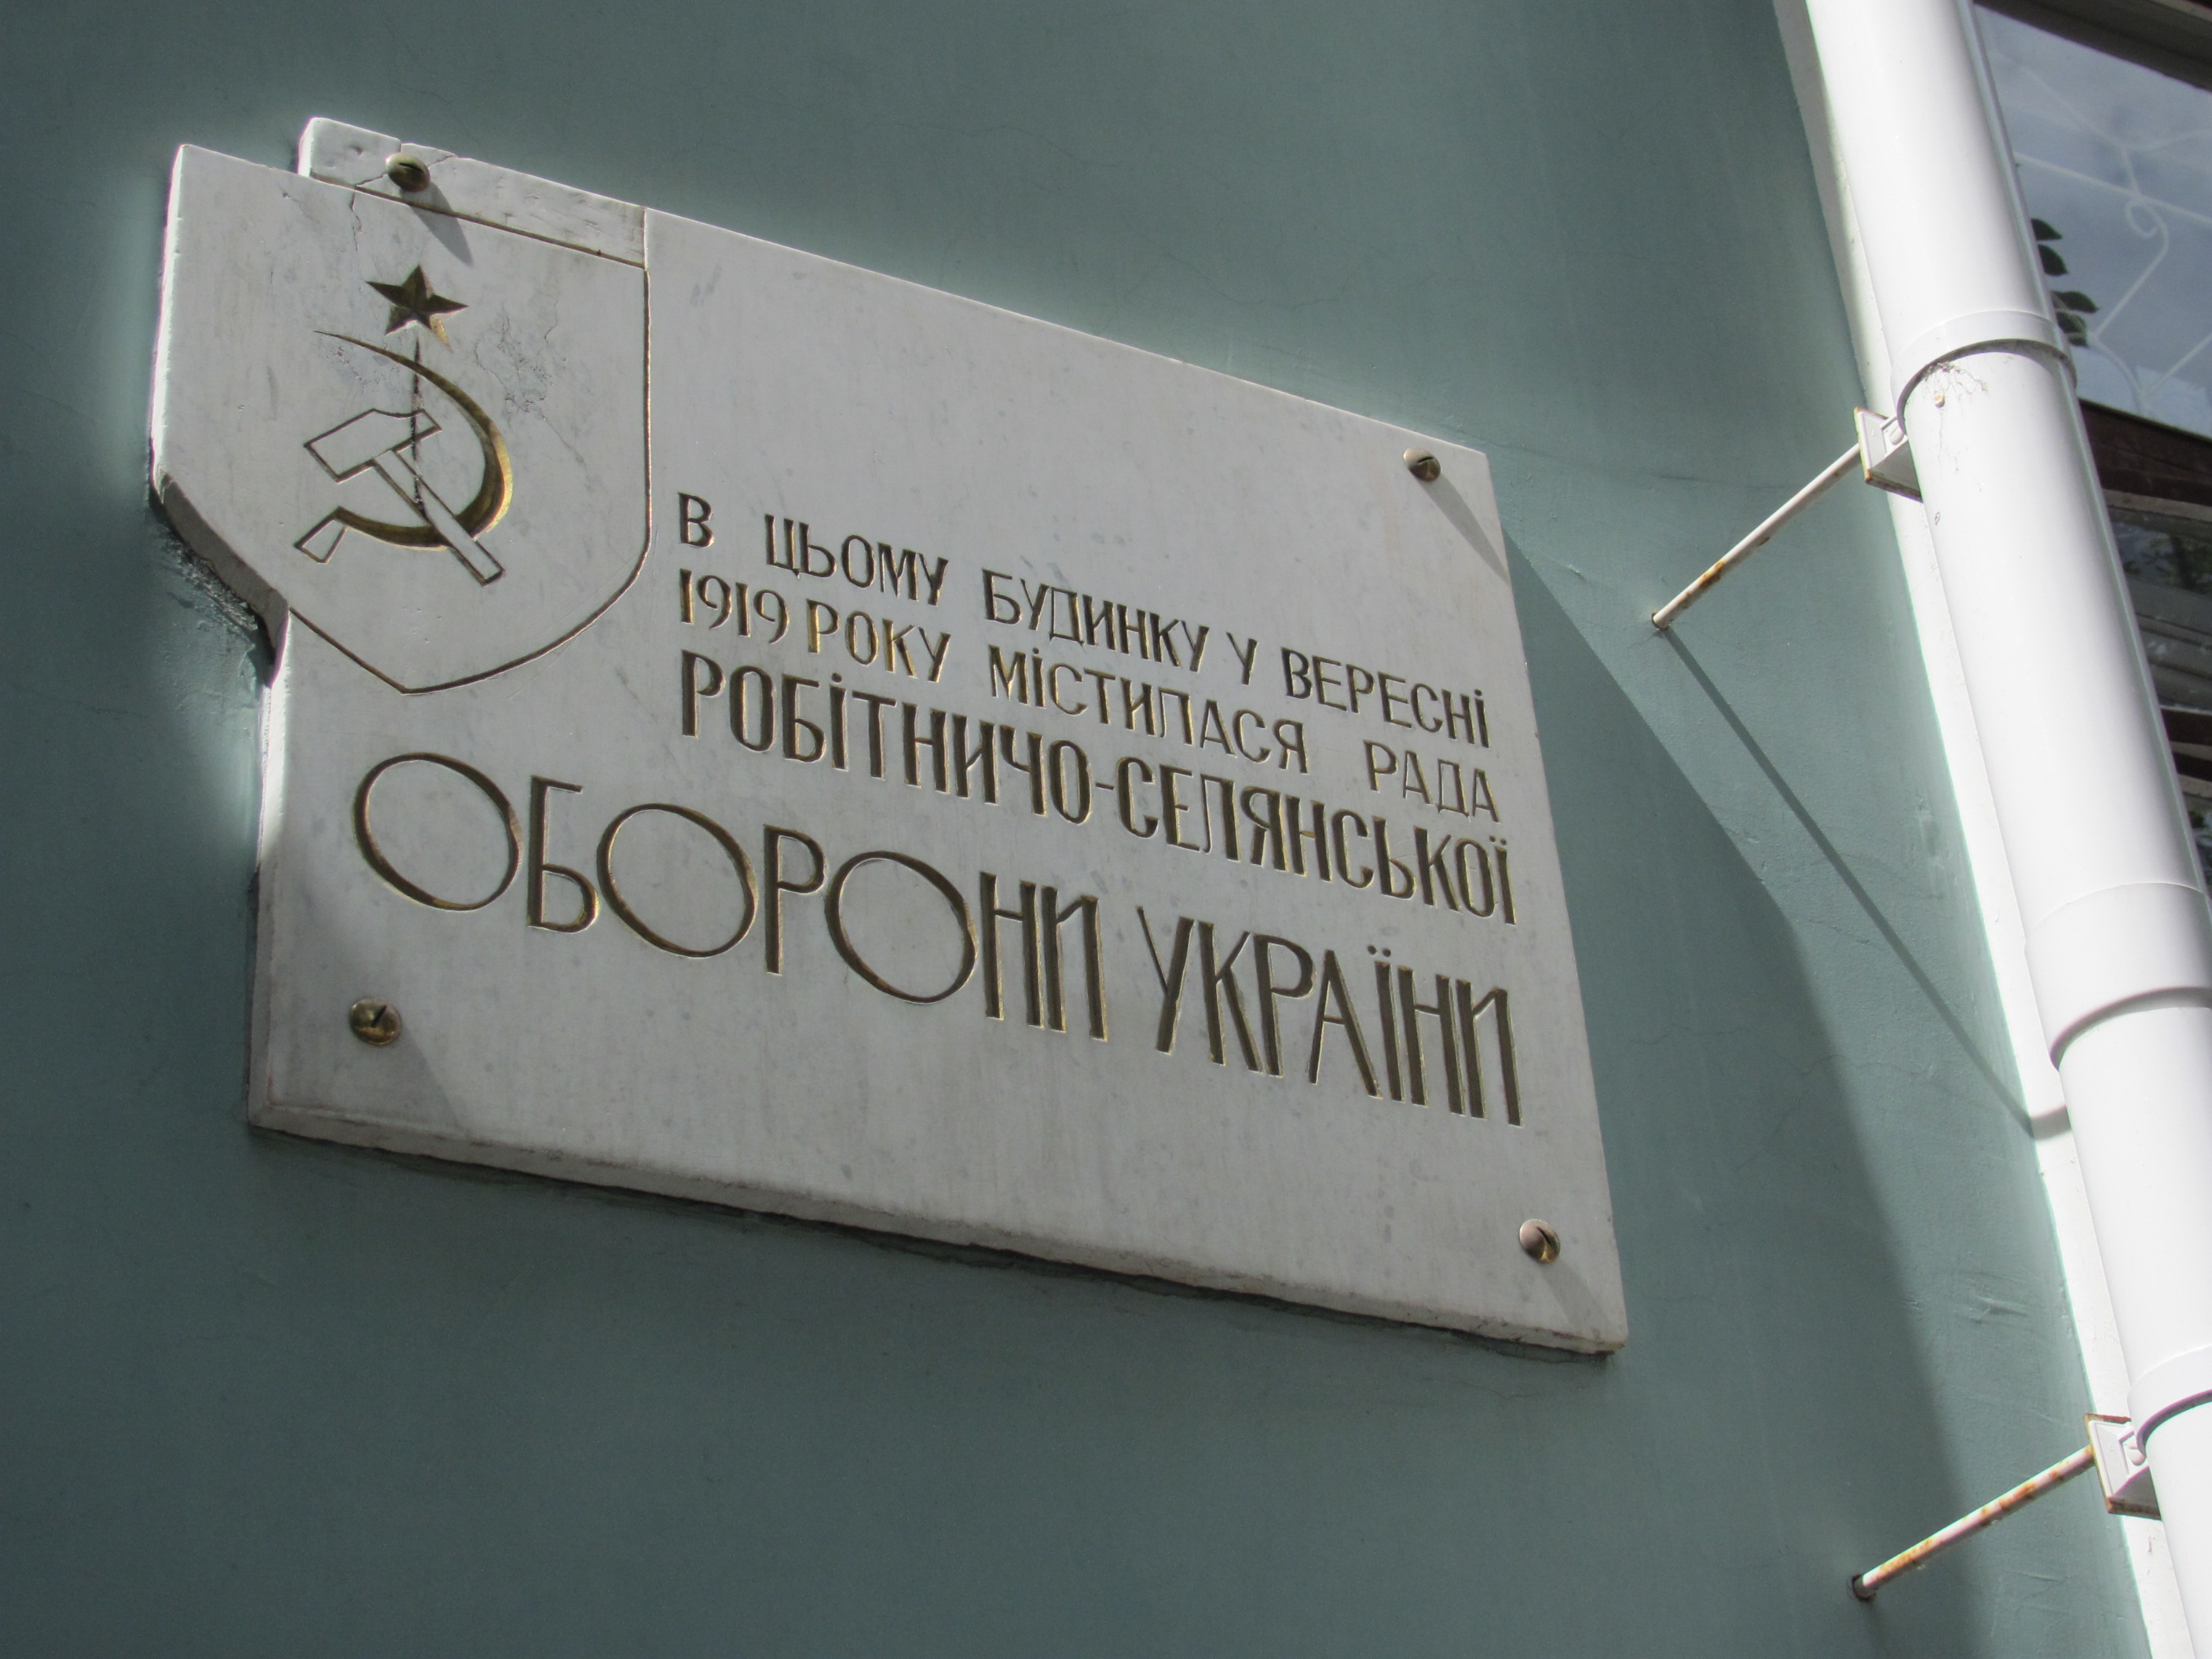 В ЦЬОМУ БУДИНКУ У ВЕРЕСНІ
1919 РОКУ МІСТИЛАСЯ РАДА
РОБІТНИЧО-СЕЛЯНСЬКОЇ
ОБОРОНИ УКРАЇНИ